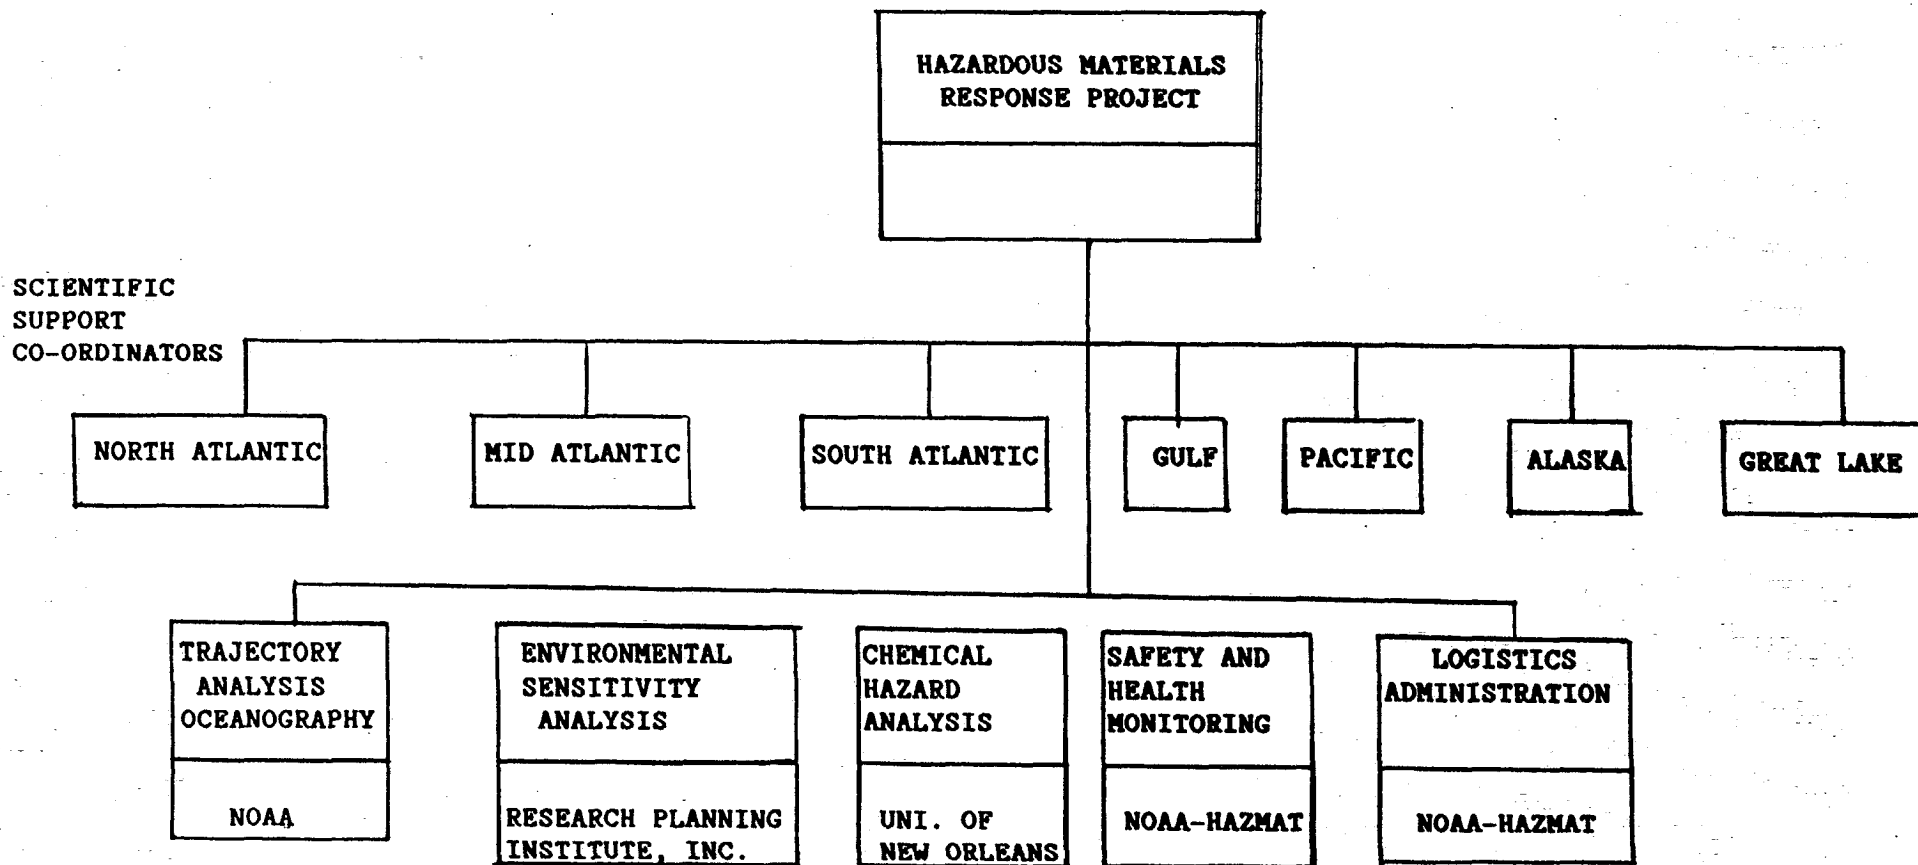 HAZARDOUS MATERIALS
RESPONSE PROJECT
SCIENTIFIC
SUPPORT
CO-ORDINATORS
NORTH ATLANTIC
MID ATLANTIC
SOUTH ATLANTIC
GULF
PACIFIC
ALASKA
GREAT LAKE
TRAJECTORY
ANALYSIS
OCEANOGRAPHY
NOAA
ENVIRONMENTAL
SENSITIVITY
ANALYSIS
RESEARCH PLANNING
INSTITUTE, INC.
CHEMICAL
HAZARD
ANALYSIS
UNI. OF
NEW ORLEANS
SAFETY AND
HEALTH
MONITORING
NOAA-HAZMAT
LOGISTICS
ADMINISTRATION
NOAA-HAZMAT